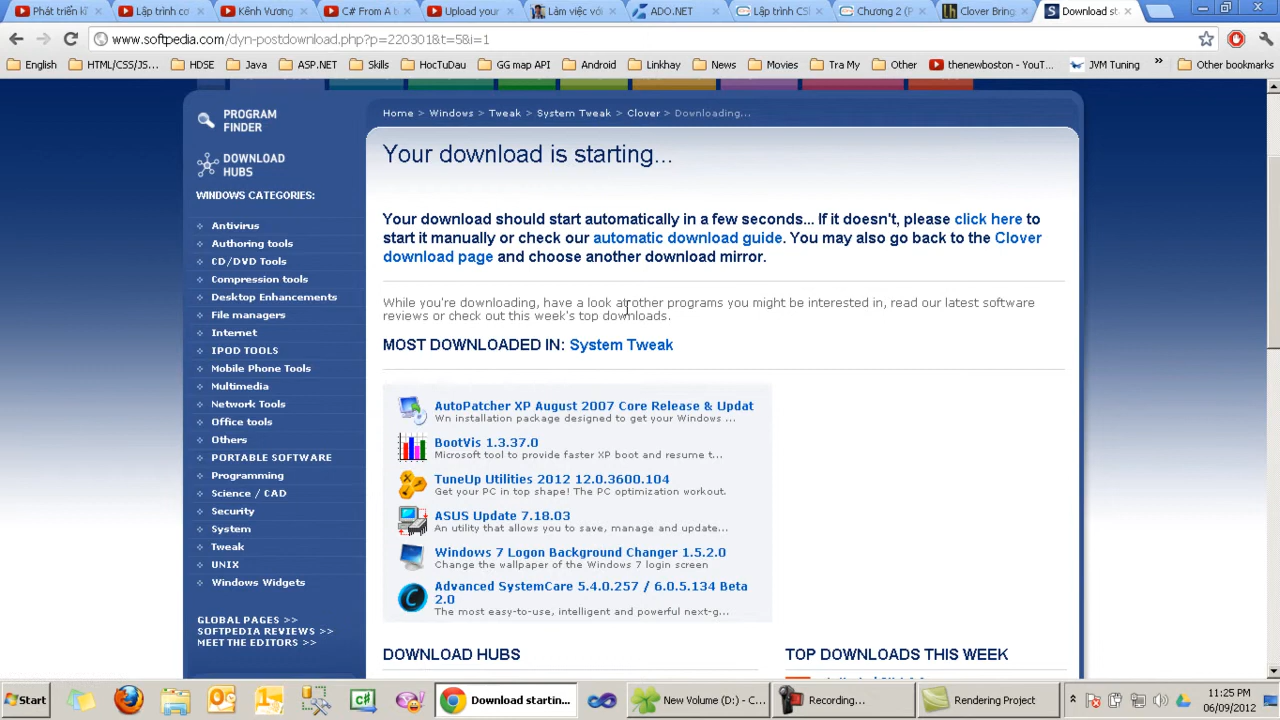 Phát triển k
Lập trình cơ
Kênh Vương
C# From A t
Upload your
Làm việc vớ
ADO.NET
Lập trình CSI
Chương 2 (P
Clover Bring
Download st
www.softpedia.com/dyn-postdownload.php?p=220301&t=5&i=1
English
HTML/CSS/JS...
HDSE
Java
ASP.NET
Skills
HocTuDau
GG map API
Android
Linkhay
News
Movies
Tra My
Other
thenewboston - YouT...
JVM Tuning
»
Other bookmarks
PROGRAM
FINDER
DOWNLOAD
HUBS
WINDOWS CATEGORIES:
Antivirus
Authoring tools
CD/DVD Tools
Compression tools
Desktop Enhancements
File managers
Internet
IPOD TOOLS
Mobile Phone Tools
Multimedia
Network Tools
Office tools
Others
PORTABLE SOFTWARE
Programming
Science / CAD
Security
System
Tweak
UNIX
Windows Widgets
GLOBAL PAGES >>
SOFTPEDIA REVIEWS >>
MEET THE EDITORS >>
Home > Windows > Tweak > System Tweak > Clover > Downloading...
Your download is starting...
Your download should start automatically in a few seconds... If it doesn't, please click here to
start it manually or check our automatic download guide. You may also go back to the Clover
download page and choose another download mirror.
While you're downloading, have a look at other programs you might be interested in, read our latest software
reviews or check out this week's top downloads.
MOST DOWNLOADED IN: System Tweak
AutoPatcher XP August 2007 Core Release & Updat
Wn installation package designed to get your Windows ...
BootVis 1.3.37.0
Microsoft tool to provide faster XP boot and resume t...
TuneUp Utilities 2012 12.0.3600.104
Get your PC in top shape! The PC optimization workout.
ASUS Update 7.18.03
An utility that allows you to save, manage and update...
Windows 7 Logon Background Changer 1.5.2.0
Change the wallpaper of the Windows 7 login screen
Advanced SystemCare 5.4.0.257 / 6.0.5.134 Beta
2.0
The most easy-to-use, intelligent and powerful next-g...
DOWNLOAD HUBS
TOP DOWNLOADS THIS WEEK
Start
Download startin...
New Volume (D:) - C...
Recording...
Rendering Project
11:25 PM
06/09/2012